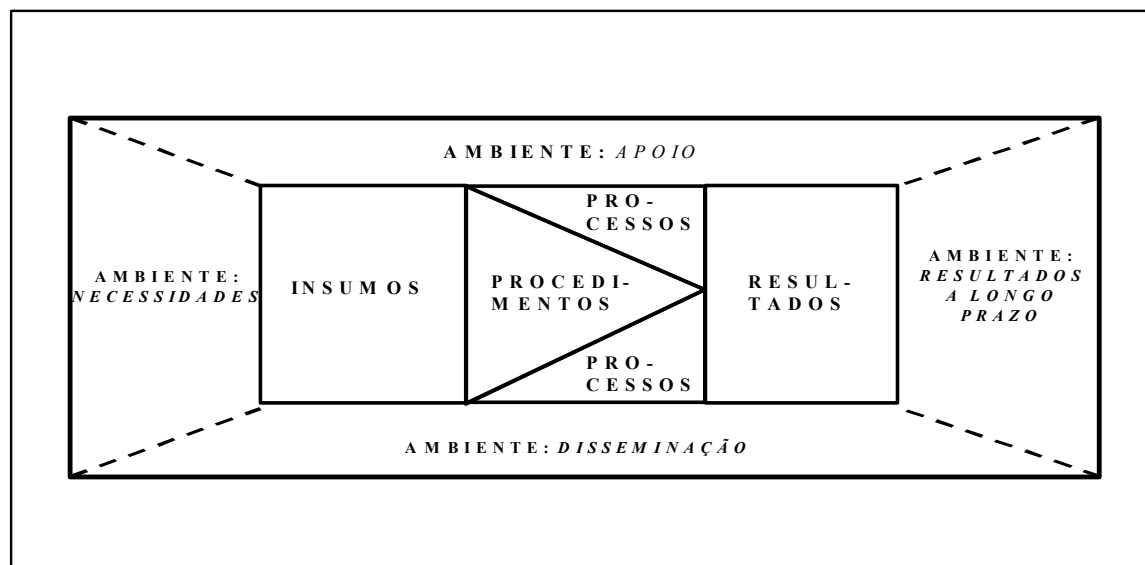 AMBIENTE: APOIO
PRO-
CESSOS
AMBIENTE:
NECESSIDADES
INSUMOS
PROCEDI-
MENTOS
RESUL-
TADOS
AMBIENTE:
RESULTADOS
A LONGO
PRAZO
PRO-
CESSOS
AMBIENTE: DISSEMINAÇÃO